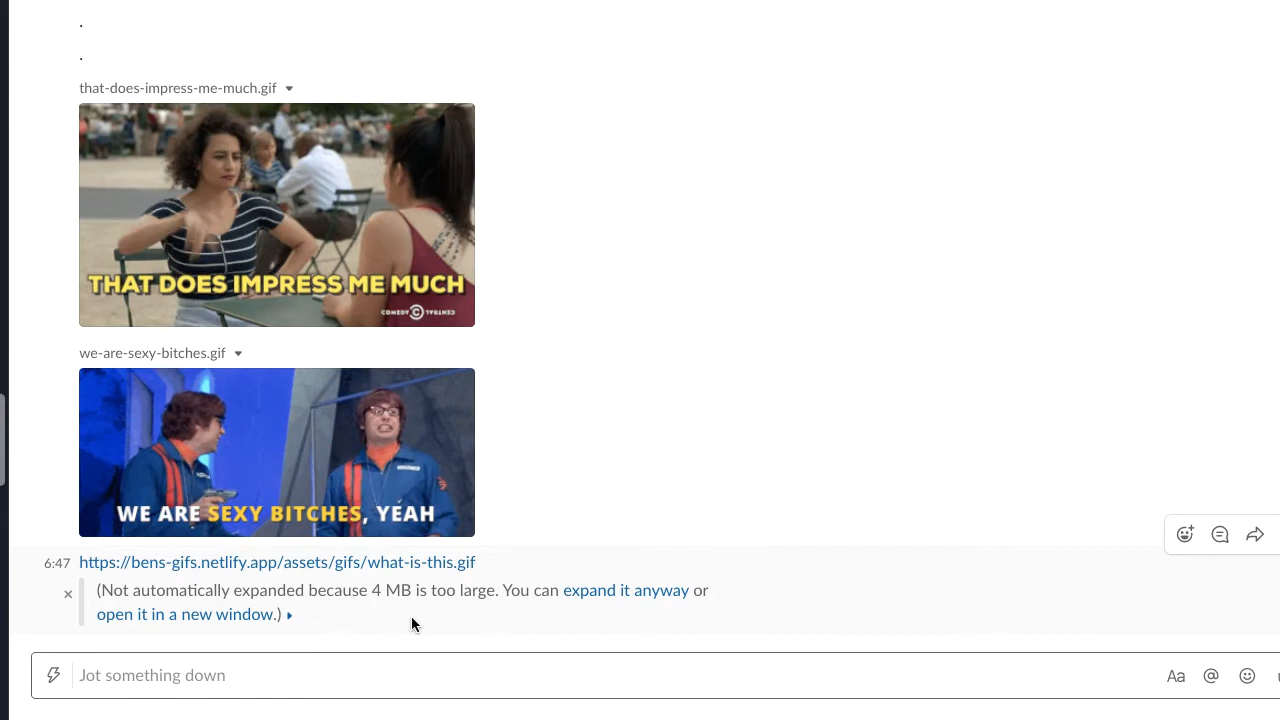 .
.
that-does-impress-me-much.gif
THAT DOES IMPRESS ME MUCH
COMEDY CENTRAL
we-are-sexy-bitches.gif
WE ARE SEXY BITCHES, YEAH
6:47 https://bens-gifs.netlify.app/assets/gifs/what-is-this.gif
(Not automatically expanded because 4 MB is too large. You can expand it anyway or
open it in a new window.)
Jot something down
Aa @